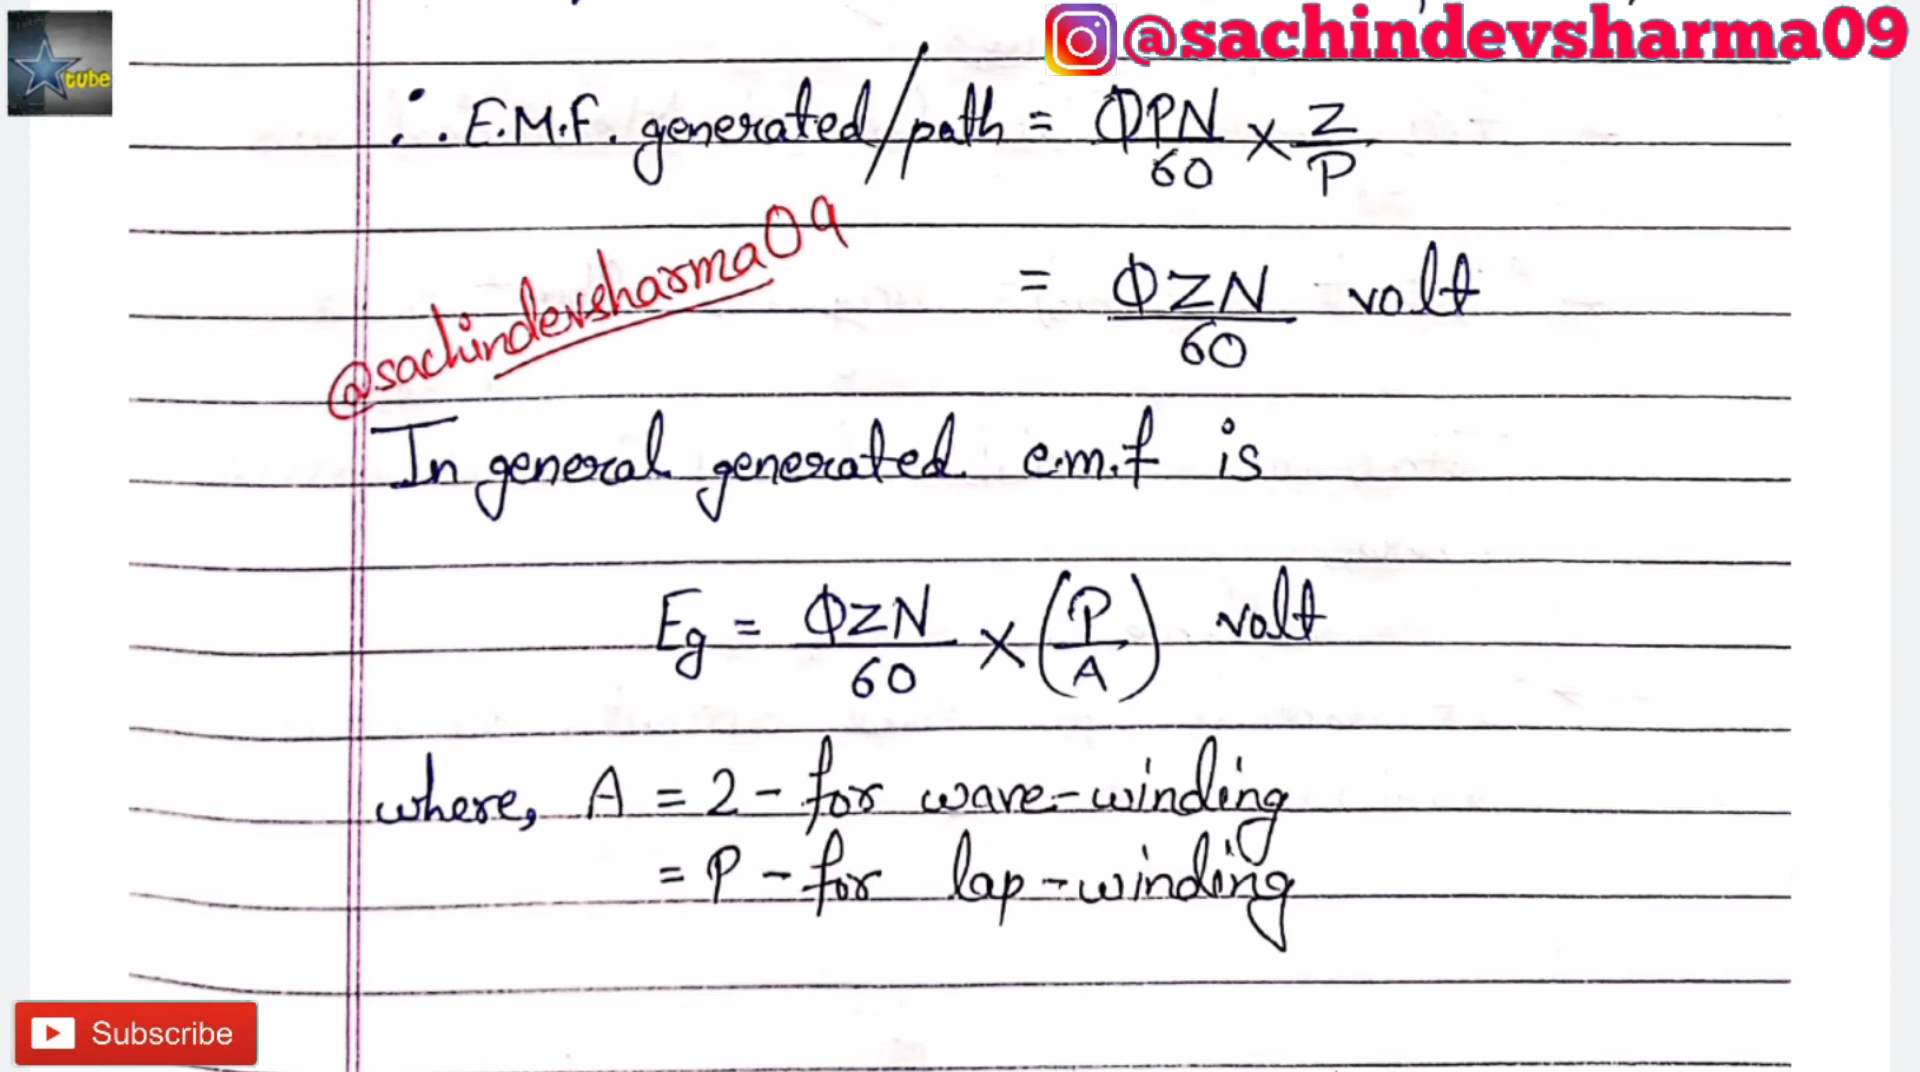 tube
@sachindevsharma09
∴ E.M.F. generated/path = ΦPN/60 × Z/P
@sachindevsharma09
= ΦZN/60 volt
In general generated e.m.f is
Eg = ΦZN/60 × (P/A) volt
where, A = 2 - for wave-winding
= P - for lap-winding
Subscribe